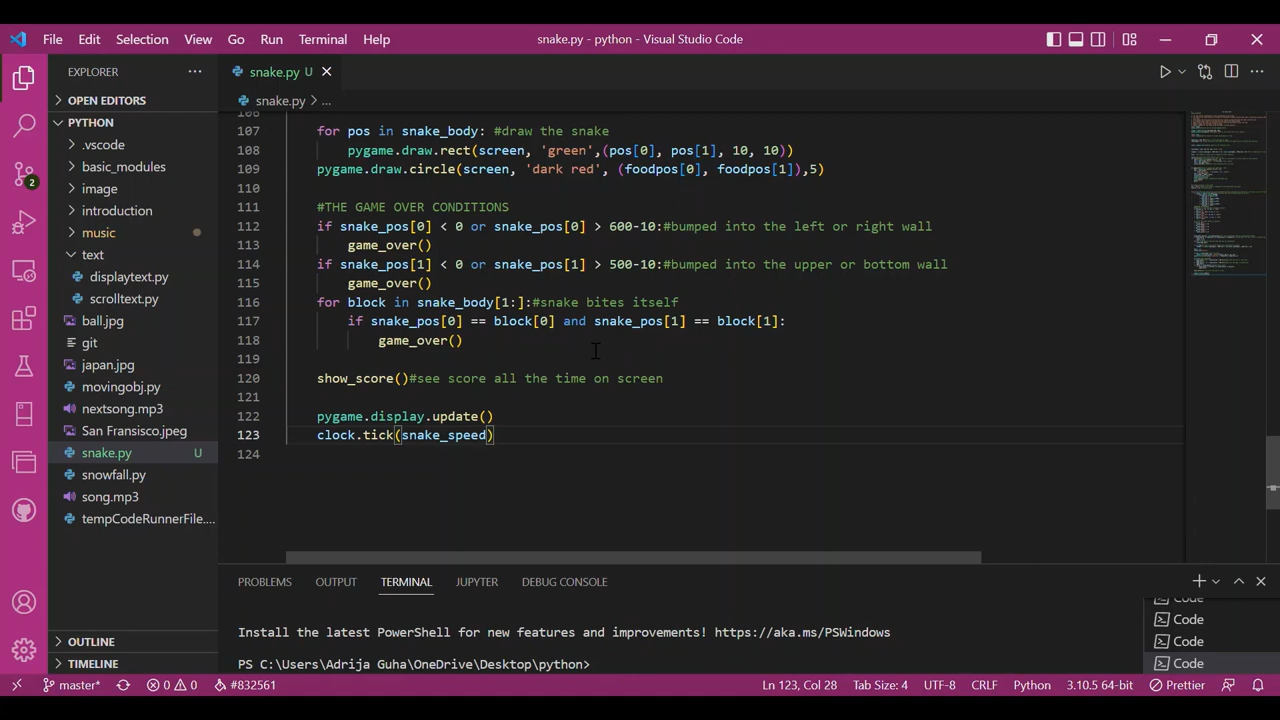 File Edit Selection View Go Run Terminal Help
snake.py - python - Visual Studio Code
EXPLORER
OPEN EDITORS
PYTHON
.vscode
basic_modules
image
introduction
music
text
displaytext.py
scrolltext.py
ball.jpg
git
japan.jpg
movingobj.py
nextsong.mp3
San Fransisco.jpeg
snake.py U
snowfall.py
song.mp3
tempCodeRunnerFile....
OUTLINE
TIMELINE
2
snake.py U
snake.py > ...
106
107 for pos in snake_body: #draw the snake
108 pygame.draw.rect(screen, 'green',(pos[0], pos[1], 10, 10))
109 pygame.draw.circle(screen, 'dark red', (foodpos[0], foodpos[1]),5)
110
111 #THE GAME OVER CONDITIONS
112 if snake_pos[0] < 0 or snake_pos[0] > 600-10:#bumped into the left or right wall
113 game_over()
114 if snake_pos[1] < 0 or snake_pos[1] > 500-10:#bumped into the upper or bottom wall
115 game_over()
116 for block in snake_body[1:]:#snake bites itself
117 if snake_pos[0] == block[0] and snake_pos[1] == block[1]:
118 game_over()
119
120 show_score()#see score all the time on screen
121
122 pygame.display.update()
123 clock.tick(snake_speed)
124
PROBLEMS OUTPUT TERMINAL JUPYTER DEBUG CONSOLE
Install the latest PowerShell for new features and improvements! https://aka.ms/PSWindows
PS C:\Users\Adrija Guha\OneDrive\Desktop\python>
Code
Code
Code
Code
master* 0 0 #832561 Ln 123, Col 28 Tab Size: 4 UTF-8 CRLF Python 3.10.5 64-bit Prettier